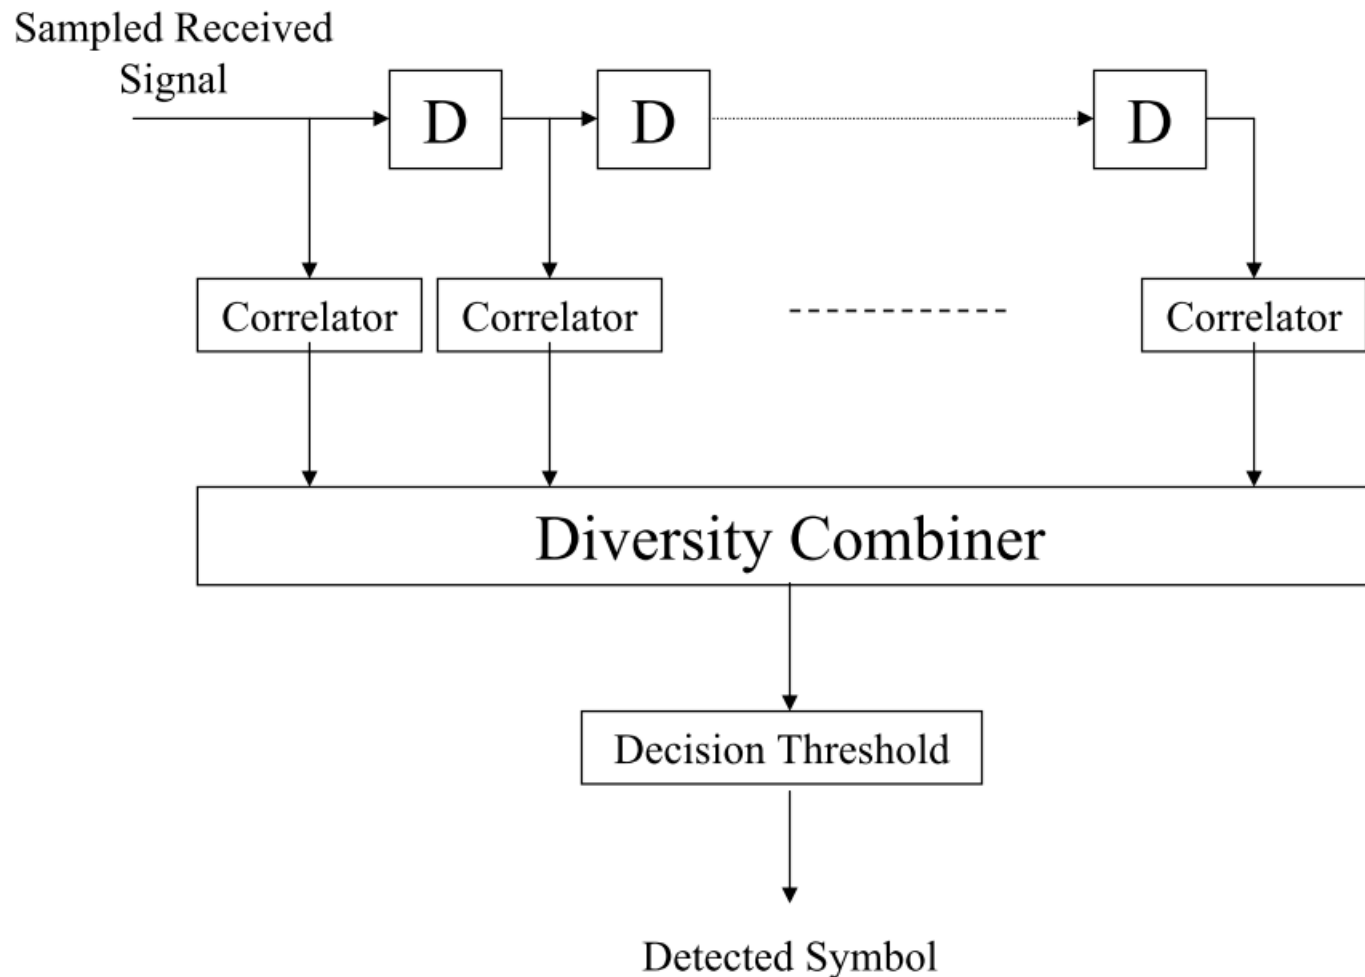 Sampled Received
Signal
D
D
D
Correlator
Correlator
Correlator
Diversity Combiner
Decision Threshold
Detected Symbol